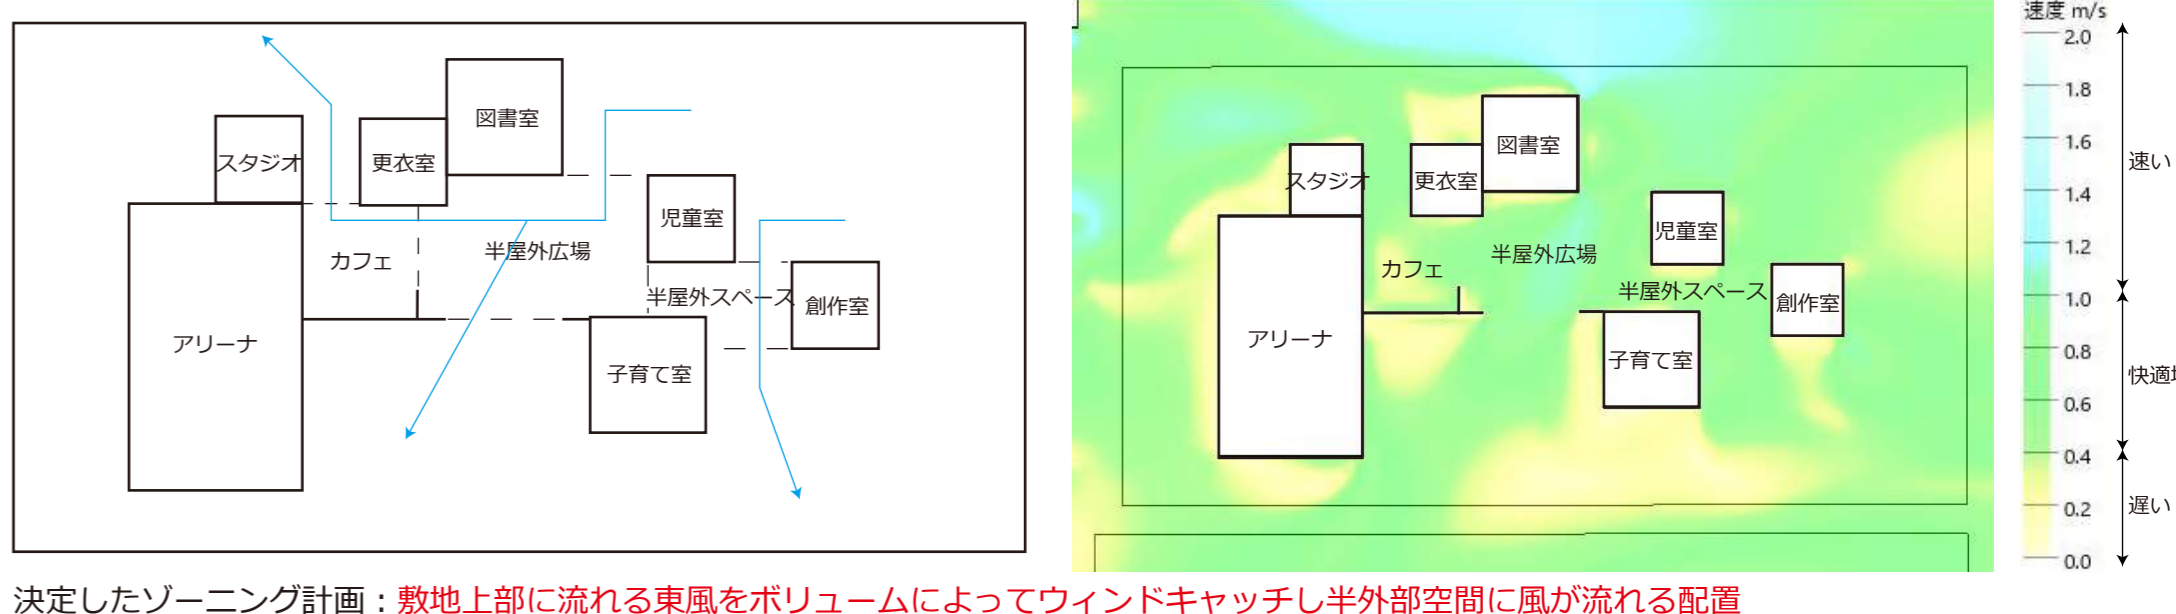 図書室
スタジオ
更衣室
児童室
カフェ
半屋外広場
半屋外スペース
創作室
アリーナ
子育て室
速度 m/s
2.0
図書室
1.8
スタジオ
更衣室
1.6
速い
児童室
1.4
カフェ
半屋外広場
1.2
半屋外スペース
創作室
1.0
アリーナ
子育て室
0.8
快適
0.6
0.4
0.2
遅い
0.0
決定したゾーニング計画：敷地上部に流れる東風をボリュームによってウィンドキャッチし半外部空間に風が流れる配置